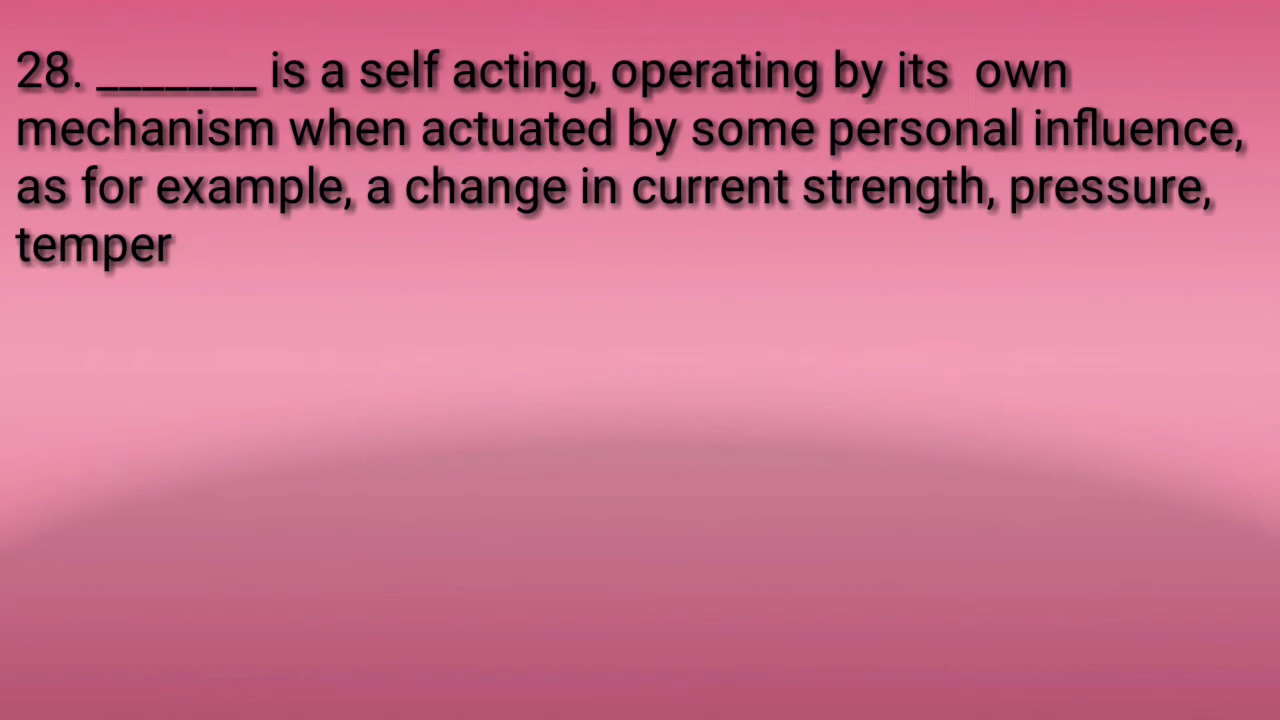 28. _______ is a self acting, operating by its  own
mechanism when actuated by some personal influence,
as for example, a change in current strength, pressure,
temper